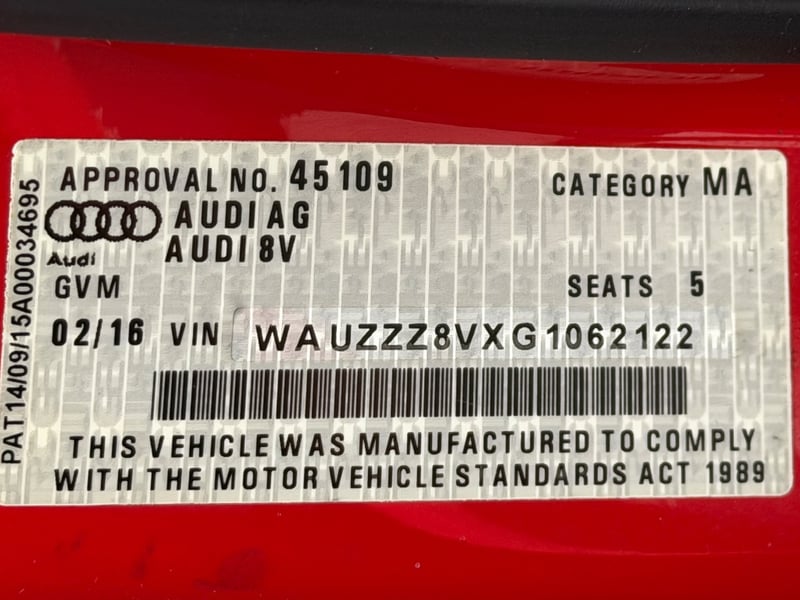 APPROVAL NO. 45109 CATEGORY MA
AUDI AG
AUDI 8V
Audi
GVM SEATS 5
02/16 VIN WAUZZZ8VXG1062122
THIS VEHICLE WAS MANUFACTURED TO COMPLY
WITH THE MOTOR VEHICLE STANDARDS ACT 1989
PAT14/09/15A00034695